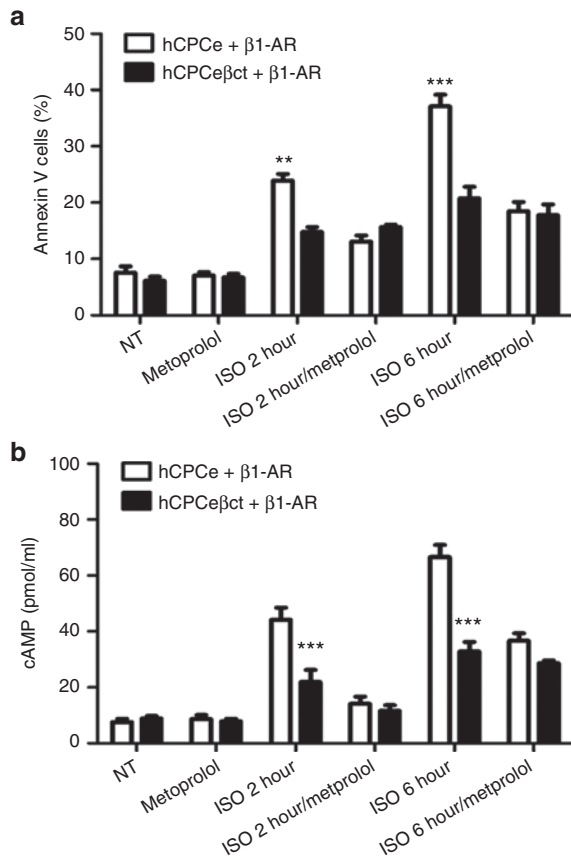 a
50
40
30
20
10
0
Annexin V cells (%)
hCPCe + β1-AR
hCPCeβct + β1-AR
**
***
NT
Metoprolol
ISO 2 hour
ISO 2 hour/metprolol
ISO 6 hour
ISO 6 hour/metprolol
b
100
80
60
40
20
0
cAMP (pmol/ml)
hCPCe + β1-AR
hCPCeβct + β1-AR
***
***
NT
Metoprolol
ISO 2 hour
ISO 2 hour/metprolol
ISO 6 hour
ISO 6 hour/metprolol